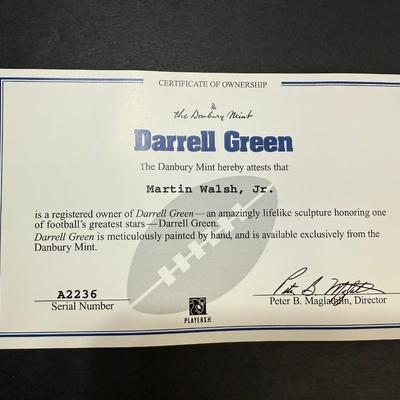 CERTIFICATE OF OWNERSHIP
the Danbury Mint
Darrell Green
The Danbury Mint hereby attests that
Martin Walsh, Jr.
is a registered owner of Darrell Green—an amazingly lifelike sculpture honoring one
of football's greatest stars—Darrell Green.
Darrell Green is meticulously painted by hand, and is available exclusively from the
Danbury Mint.
A2236
Serial Number
PLAYERS
Peter B. Maglathlin, Director